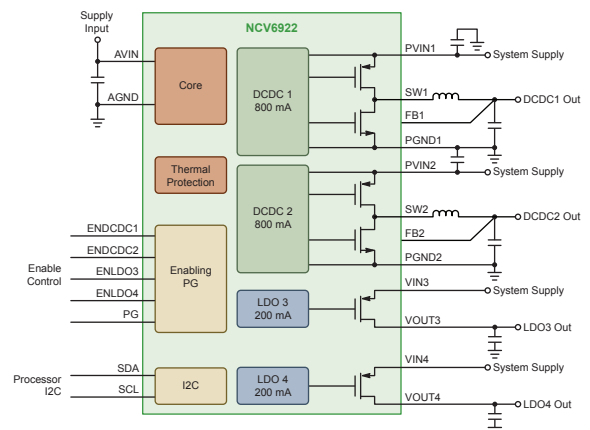 Supply
Input
NCV6922
AVIN
AGND
Core
DCDC 1
800 mA
PVIN1
System Supply
SW1
DCDC1 Out
FB1
PGND1
Thermal
Protection
PVIN2
System Supply
DCDC 2
800 mA
SW2
DCDC2 Out
FB2
PGND2
Enable
Control
ENDCDC1
ENDCDC2
ENLDO3
ENLDO4
PG
Enabling
PG
LDO 3
200 mA
VIN3
System Supply
VOUT3
LDO3 Out
Processor
I2C
SDA
SCL
I2C
LDO 4
200 mA
VIN4
System Supply
VOUT4
LDO4 Out